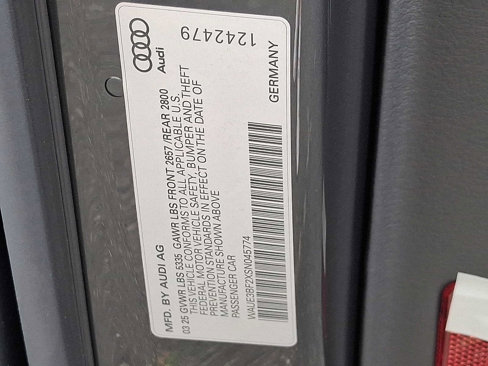 MFD. BY AUDI AG
03 25 GVWR LBS 5335 GAWR LBS FRONT 2657 /REAR 2800
THIS VEHICLE CONFORMS TO ALL APPLICABLE U.S.
FEDERAL MOTOR VEHICLE SAFETY, BUMPER AND THEFT
PREVENTION STANDARDS IN EFFECT ON THE DATE OF
MANUFACTURE SHOWN ABOVE
PASSENGER CAR
WAUE3BF2XSN045774
Audi
1242479
GERMANY